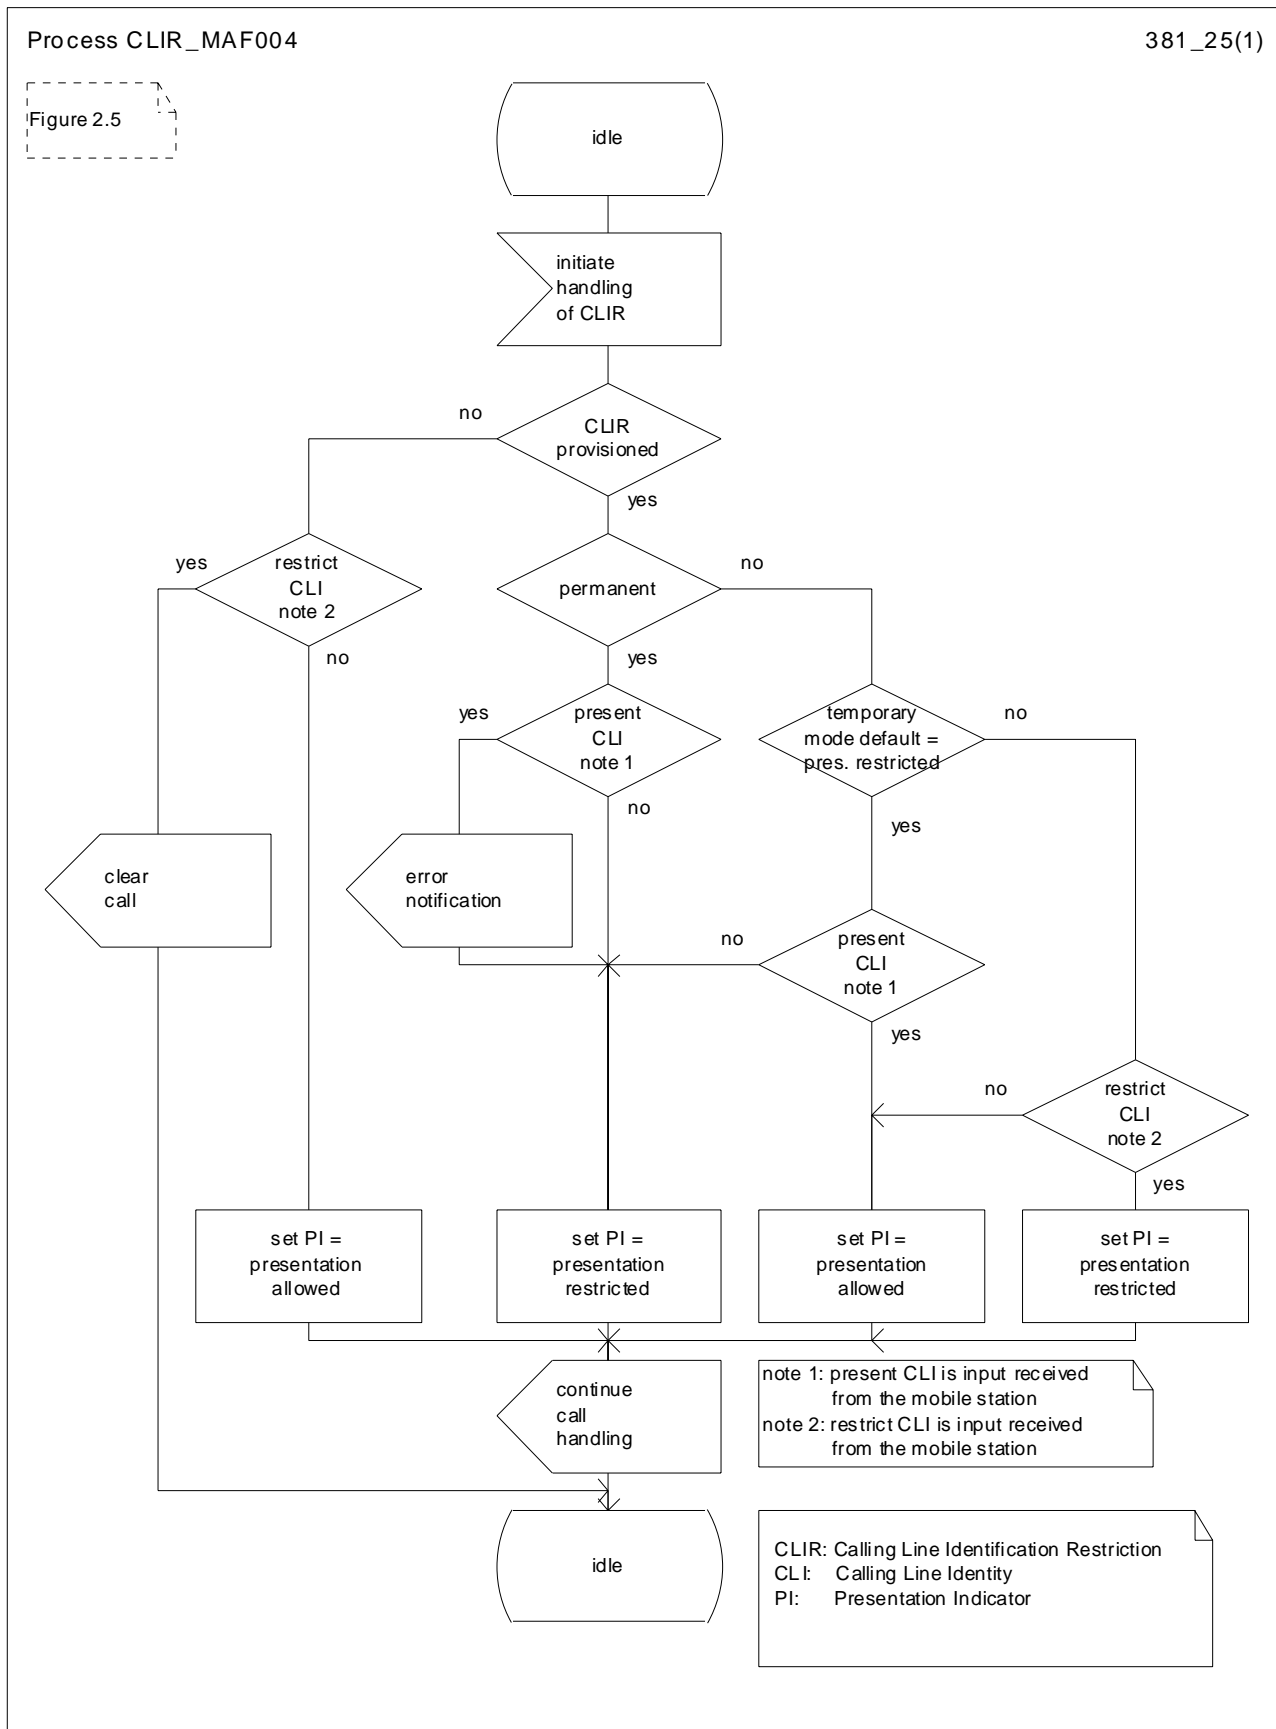 Process CLIR_MAF004
381_25(1)
Figure 2.5
idle
initiate
handling
of CLIR
no
CLIR
provisioned
yes
yes
restrict
CLI
note 2
permanent
no
no
yes
yes
present
CLI
note 1
temporary
mode default =
pres. restricted
no
no
yes
clear
call
error
notification
no
present
CLI
note 1
yes
no
restrict
CLI
note 2
yes
set PI =
presentation
allowed
set PI =
presentation
restricted
set PI =
presentation
allowed
set PI =
presentation
restricted
continue
call
handling
note 1: present CLI is input received
from the mobile station
note 2: restrict CLI is input received
from the mobile station
idle
CLIR: Calling Line Identification Restriction
CLI: Calling Line Identity
PI: Presentation Indicator